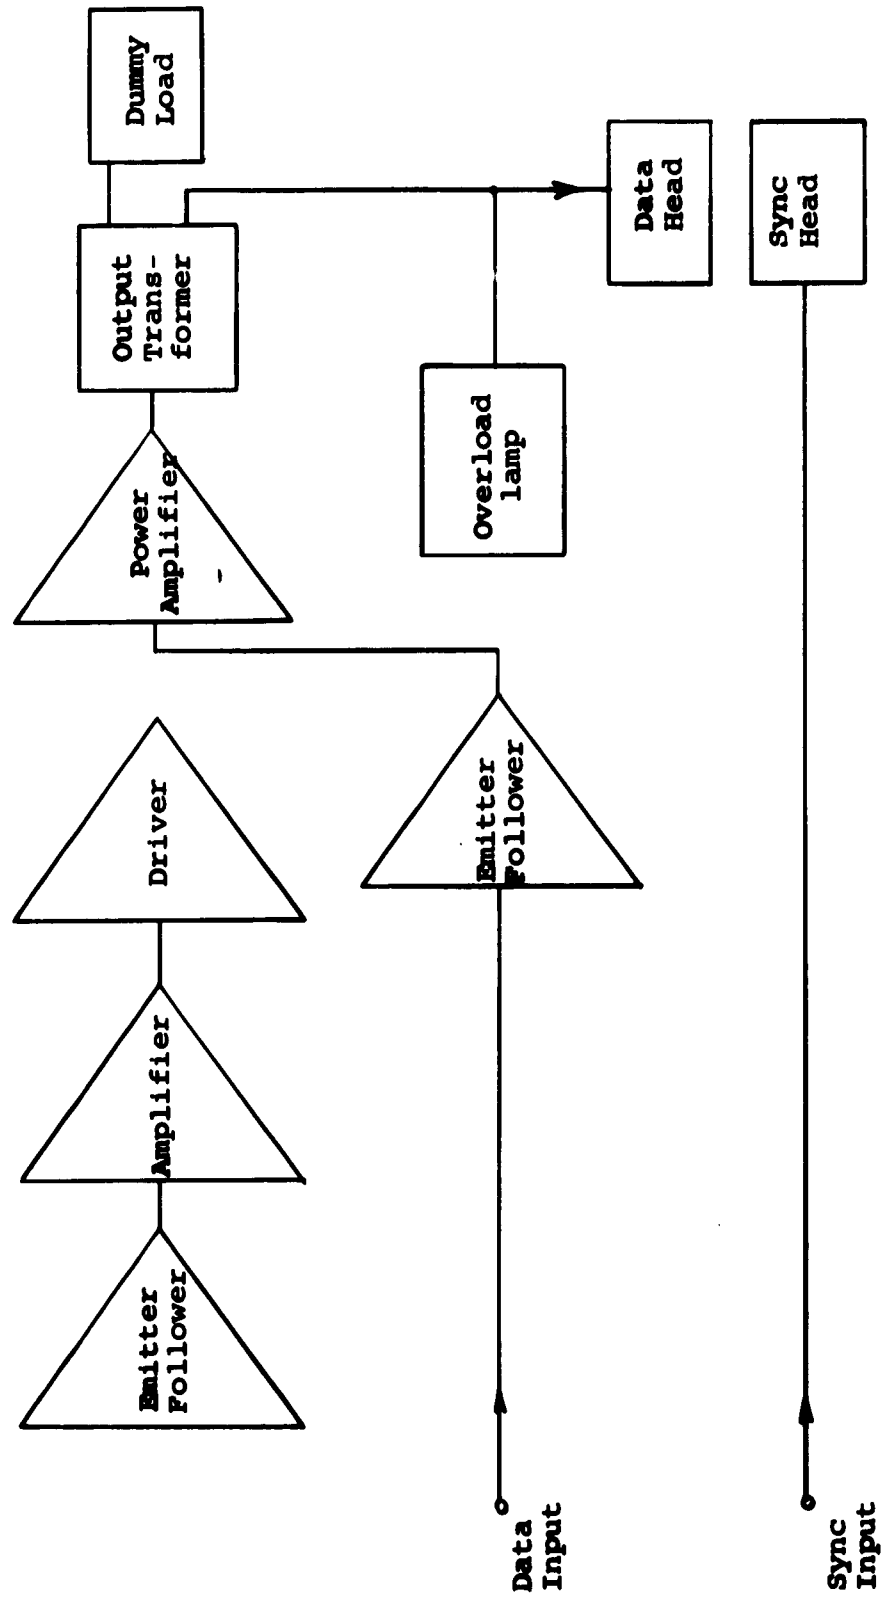 Emitter
Follower
Amplifier
Driver
Power
Amplifier
Output
Trans-
former
Dummy
Load
Data
Input
Emitter
Follower
Overload
lamp
Data
Head
Sync
Input
Sync
Head